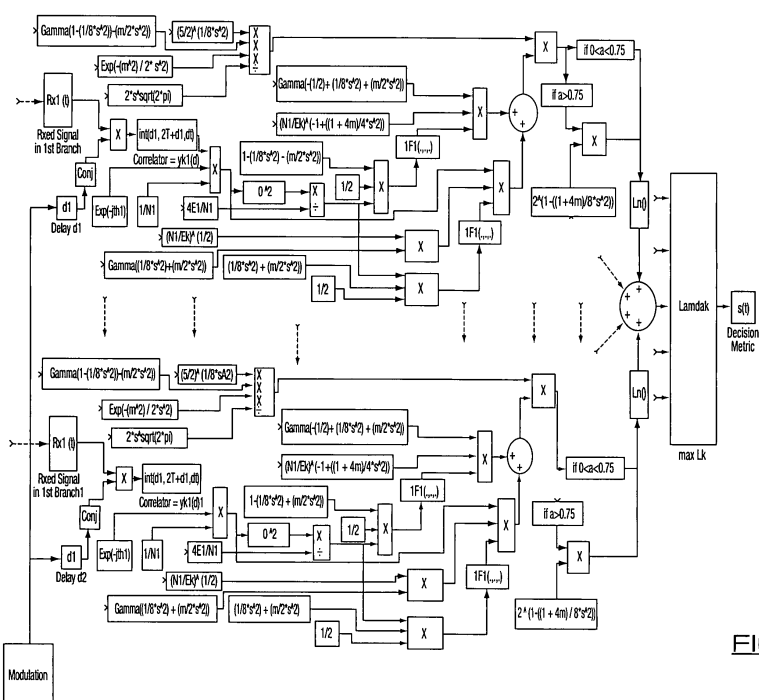 Gamma(1-(1/8*s^2))-(m/2*s^2))
(5/2)^(1/8*s^2)
X
X
X
X
÷
Exp(-(m^2) / 2* s^2)
2*s*sqrt(2*pi)
Rx1 (t)
Rxed Signal
in 1st Branch
X
int(d1, 2T+d1,dt)
Correlator = yk1(d)
Conj
d1
Delay d1
Exp(-jth1)
1/N1
X
Gamma(-(1/2)+ (1/8*s^2) + (m/2*s^2))
(N1/Ek)^(-1+((1 + 4m)/4*s^2))
X
1-(1/8*s^2) - (m/2*s^2))
1/2
X
1F1(.,.,.)
0 ^2
4E1/N1
X
÷
X
(N1/Ek)^ (1/2)
Gamma((1/8*s^2)+(m/2*s^2))
(1/8*s^2) + (m/2*s^2)
1/2
X
X
1F1(.,.,.)
+
+
X
if 0<a<0.75
if a>0.75
X
2^(1-((1+4m)/8*s^2))
Ln()
+
+
+
+
Lamdak
max Lk
s(t)
Decision
Metric
Gamma(1-(1/8*s^2))-(m/2*s^2))
(5/2)^ (1/8*sA2)
X
X
X
X
÷
Exp(-(m^2) / 2*s^2)
2*s^sqrt(2*pi)
Rx1 (t)
Rxed Signal
in 1st Branch1
X
int(d1, 2T+d1,dt)
Correlator = yk1(d)1
Conj
d1
Delay d2
Exp(-jth1)
1/N1
X
Gamma(-(1/2)+ (1/8*s^2) + (m/2*s^2))
(N1/Ek)^(-1+((1 + 4m)/4*s^2))
X
1-(1/8*s^2) + (m/2*s^2))
1/2
X
1F1(.,.,.)
0 ^2
4E1/N1
X
÷
X
(N1/Ek)^ (1/2)
Gamma((1/8*s^2) + (m/2*s^2))
(1/8*s^2) + (m/2*s^2)
1/2
X
X
1F1(.,.,.)
+
+
X
if 0<a<0.75
if a>0.75
X
2 ^ (1-((1 + 4m) / 8*s^2))
Ln()
Modulation